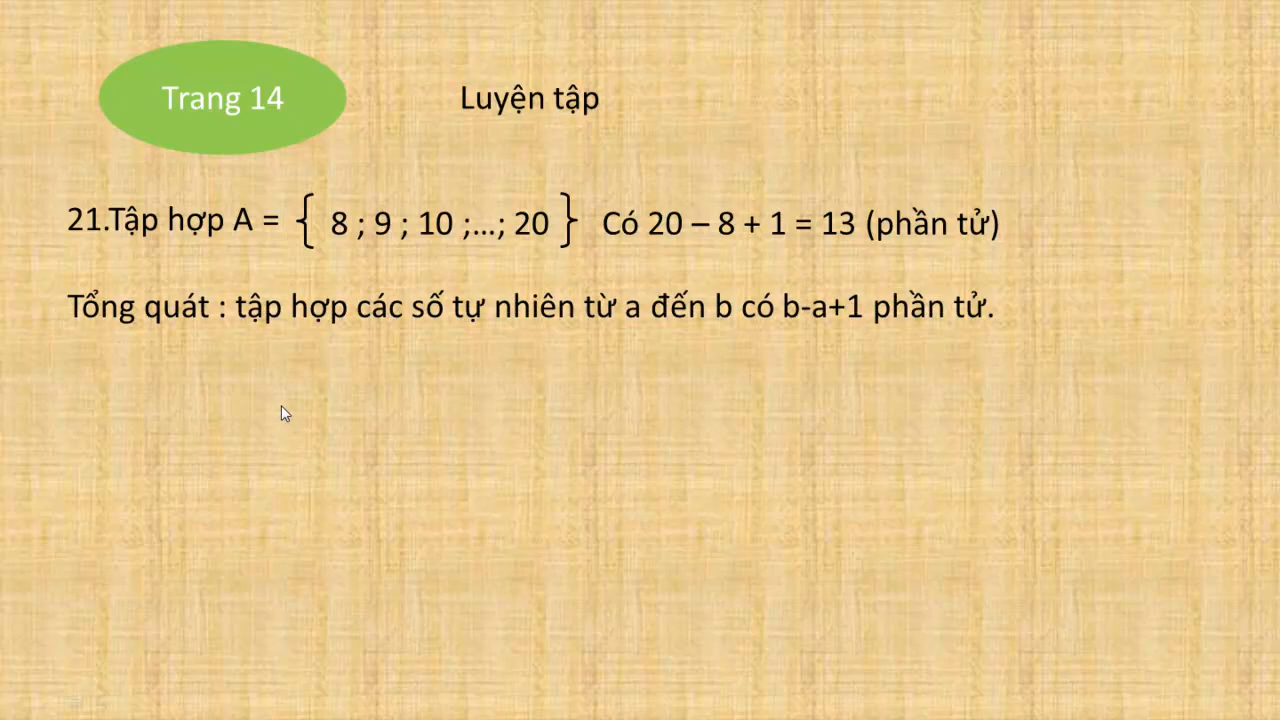 Trang 14
Luyện tập
21.Tập hợp A = { 8 ; 9 ; 10 ;...; 20 } Có 20 – 8 + 1 = 13 (phần tử)
Tổng quát : tập hợp các số tự nhiên từ a đến b có b-a+1 phần tử.